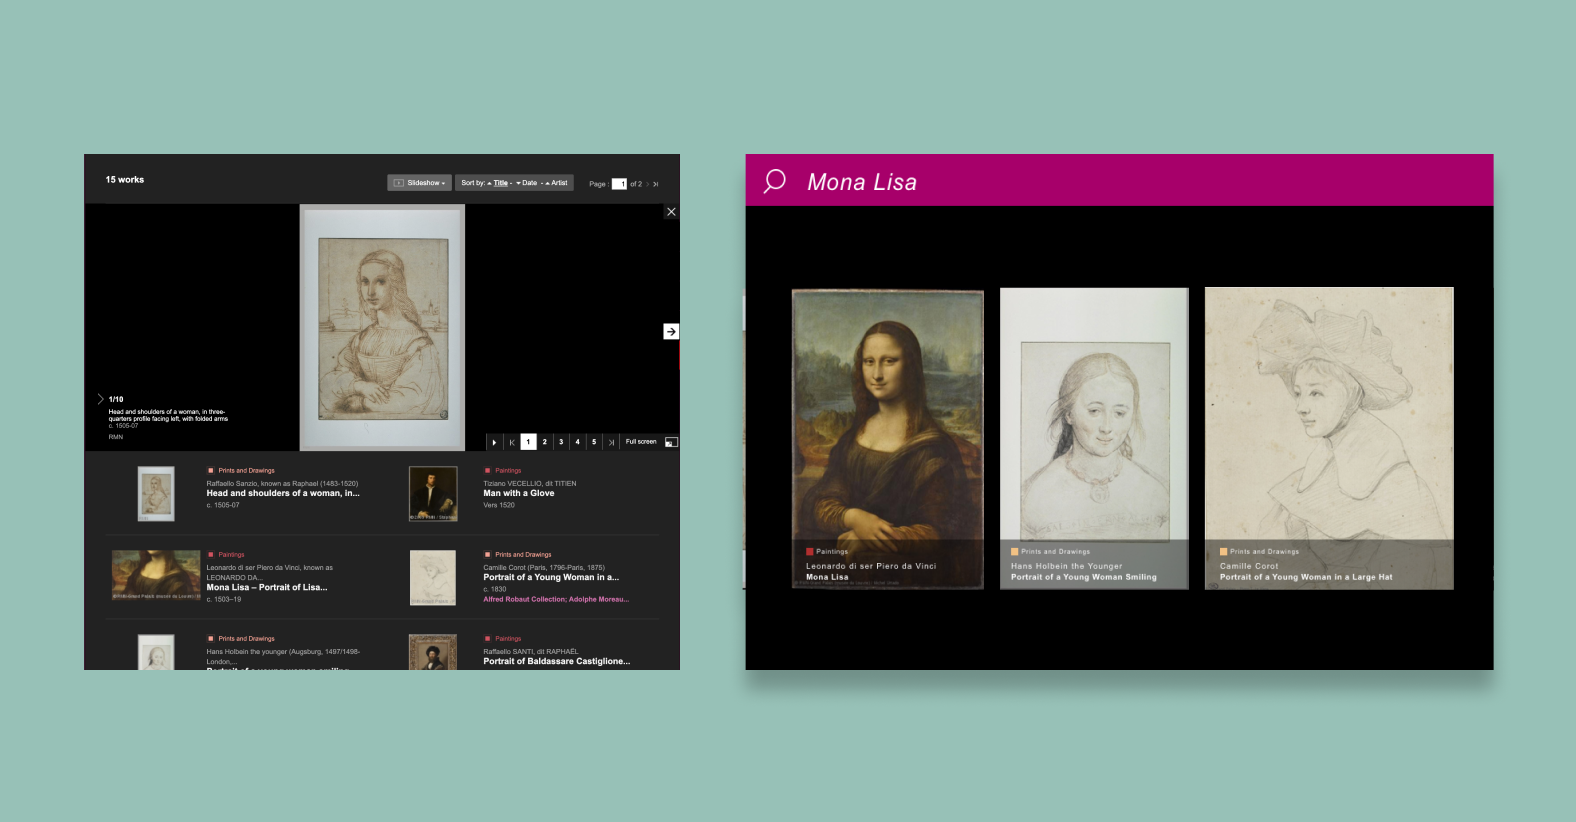 15 works
Slideshow
Sort by: Title - Date - Artist
Page : 1 of 2
1/10
Head and shoulders of a woman, in three-
quarters profile facing left, with folded arms
c. 1505-07
RMN
1 2 3 4 5 Full screen
Prints and Drawings
Raffaello Sanzio, known as Raphael (1483-1520)
Head and shoulders of a woman, in...
c. 1505-07
Paintings
Tiziano VECELLIO, dit TITIEN
Man with a Glove
Vers 1520
Paintings
Leonardo di ser Piero da Vinci, known as
LEONARDO DA...
Mona Lisa – Portrait of Lisa...
c. 1503–19
Prints and Drawings
Camille Corot (Paris, 1796-Paris, 1875)
Portrait of a Young Woman in a...
c. 1830
Alfred Robaut Collection; Adolphe Moreau...
Prints and Drawings
Hans Holbein the younger (Augsburg, 1497/1498-
London,...
Portrait of a young woman smiling
Paintings
Raffaello SANTI, dit RAPHAËL
Portrait of Baldassare Castiglione...
Mona Lisa
Paintings
Leonardo di ser Piero da Vinci
Mona Lisa
Prints and Drawings
Hans Holbein the Younger
Portrait of a Young Woman Smiling
Prints and Drawings
Camille Corot
Portrait of a Young Woman in a Large Hat